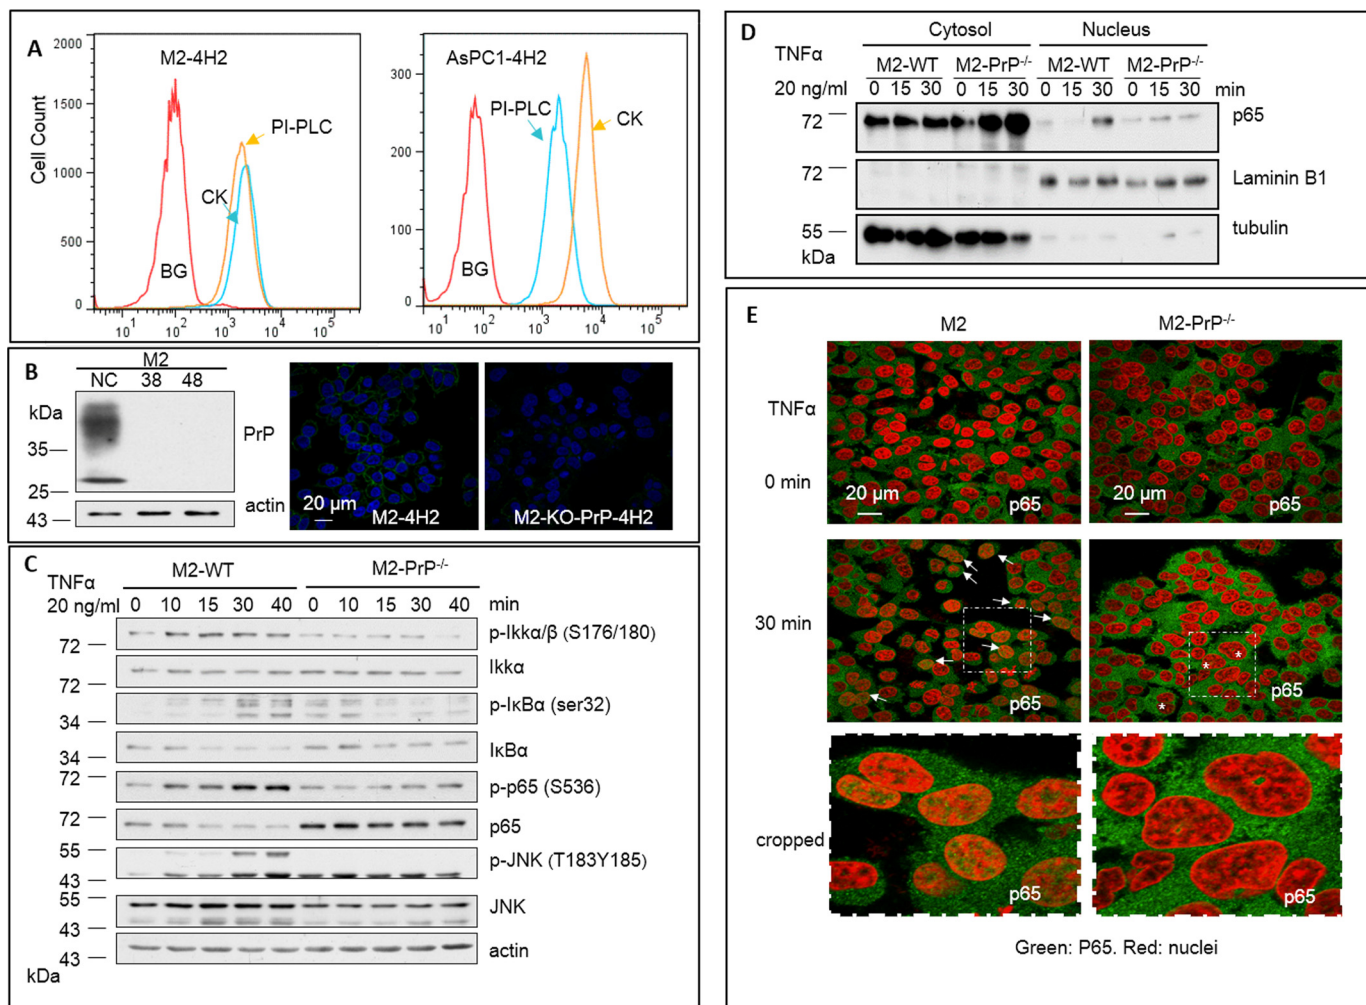 A
2000
1500
1000
500
0
Cell Count
M2-4H2
PI-PLC
CK
BG
10¹ 10² 10³ 10⁴ 10⁵
300
200
100
0
AsPC1-4H2
PI-PLC
CK
BG
10¹ 10² 10³ 10⁴ 10⁵
B
M2
NC 38 48
kDa
35
25
43
PrP
actin
20 µm
M2-4H2
M2-KO-PrP-4H2
C
TNFα
20 ng/ml
M2-WT M2-PrP⁻/⁻
0 10 15 30 40 0 10 15 30 40 min
72 p-Ikkα/β (S176/180)
72 Ikkα
34 p-IκBα (ser32)
34 IκBα
72 p-p65 (S536)
72 p65
55
43 p-JNK (T183Y185)
55
43 JNK
43 actin
kDa
D
TNFα
20 ng/ml
Cytosol Nucleus
M2-WT M2-PrP⁻/⁻ M2-WT M2-PrP⁻/⁻
0 15 30 0 15 30 0 15 30 0 15 30 min
72 p65
72 Laminin B1
55 tubulin
kDa
E
M2 M2-PrP⁻/⁻
TNFα
0 min
20 µm p65
20 µm p65
30 min
p65
* * *
p65
cropped
p65
p65
Green: P65. Red: nuclei